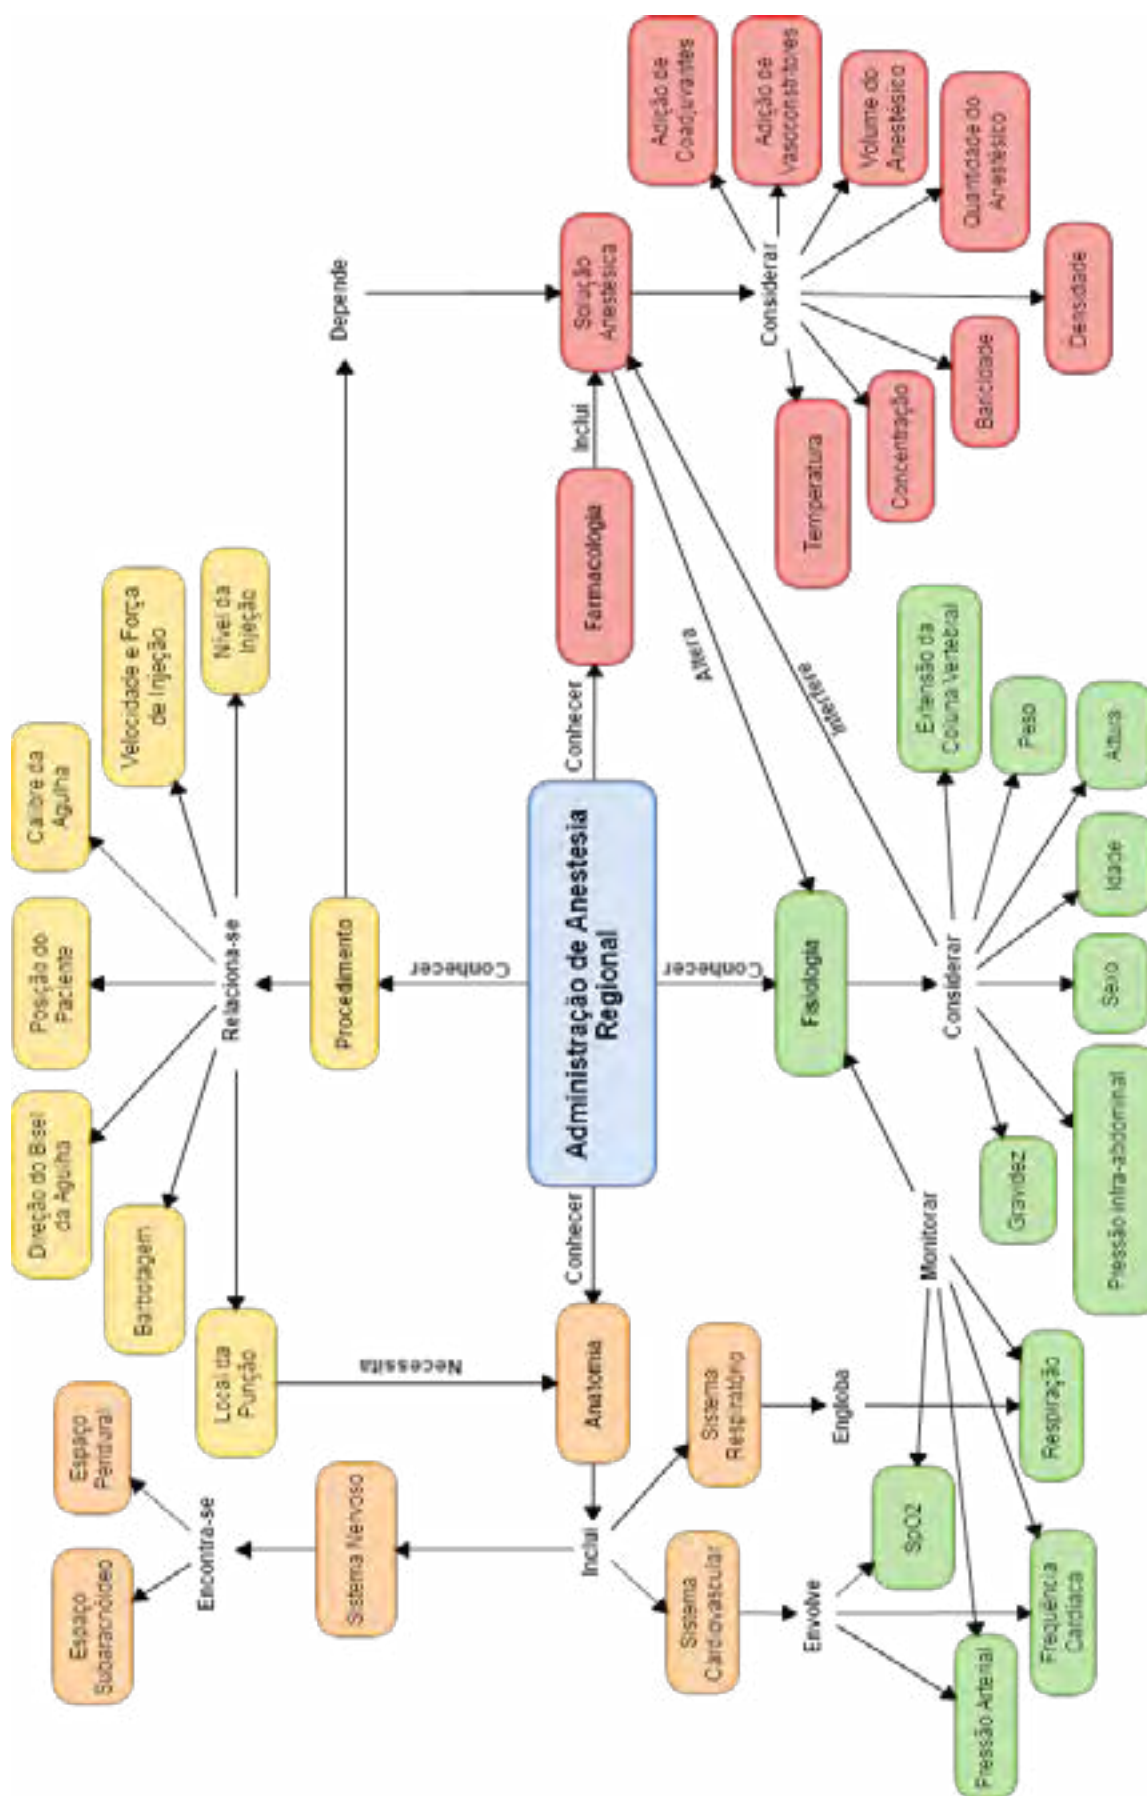 Direção do Bisel
da Agulha
Posição do
Paciente
Calibre da
Agulha
Espaço
Subaracnóideo
Espaço
Peridural
Barbotagem
Velocidade e Força
de Injeção
Encontra-se
Local da
Punção
Relaciona-se
Nível da
Injeção
Sistema Nervoso
Procedimento
Depende
Necessita
Conhecer
Inclui
Anatomia
Conhecer
Administração de Anestesia
Regional
Conhecer
Farmacologia
Inclui
Solução
Anestésica
Conhecer
Altera
Interfere
Sistema
Cardiovascular
Sistema
Respiratório
Envolve
Engloba
Fisiologia
Considerar
Adição de
Coadjuvantes
Adição de
Vasoconstritores
Volume do
Anestésico
Quantidade do
Anestésico
Densidade
Baricidade
Concentração
Temperatura
Monitorar
Considerar
SpO2
Pressão Arterial
Frequência
Cardíaca
Respiração
Gravidez
Pressão intra-abdominal
Sexo
Idade
Altura
Peso
Extensão da
Coluna Vertebral